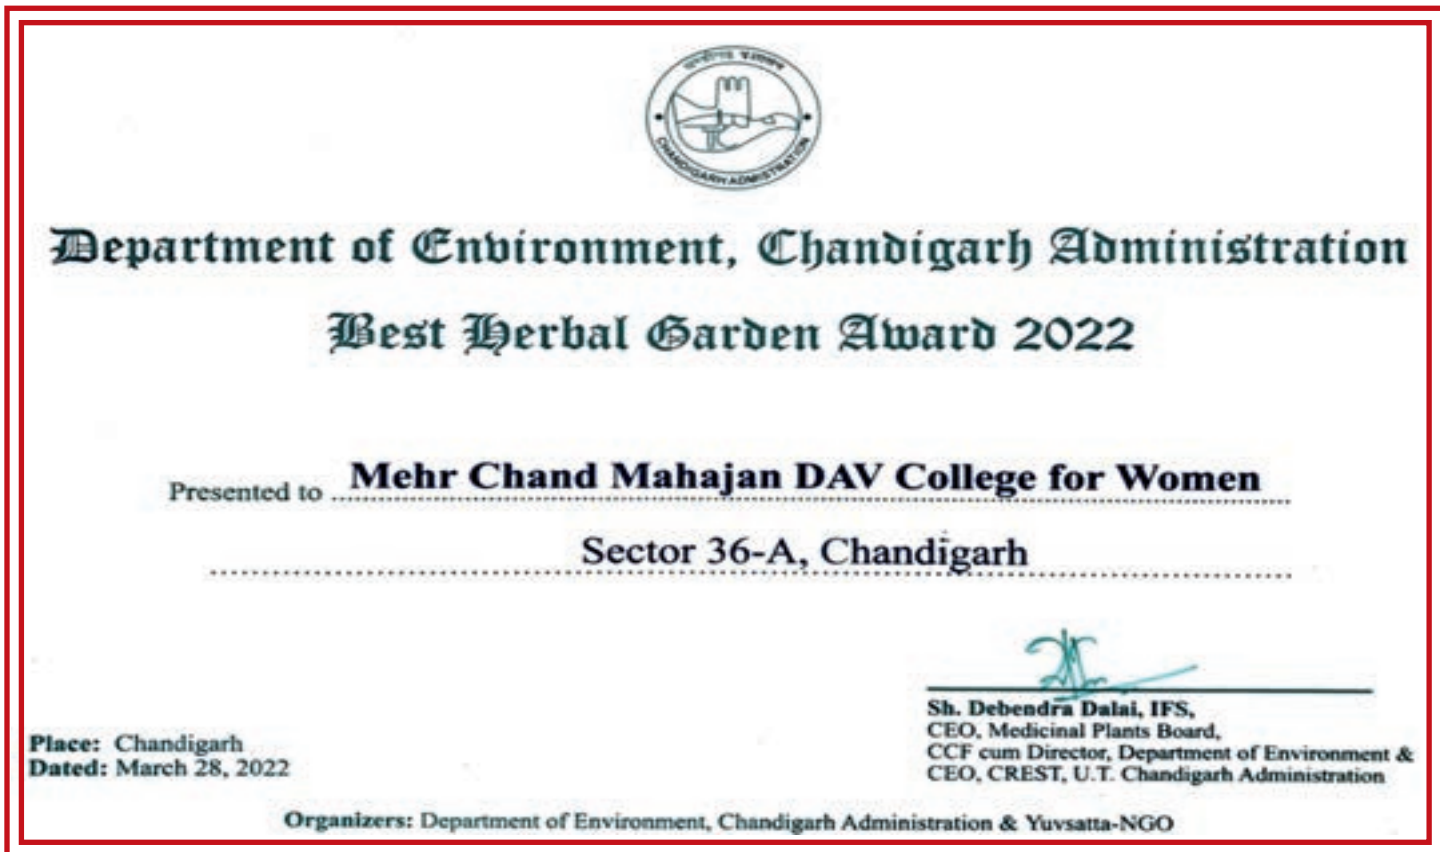 CHANDIGARH ADMISTRATION
Department of Environment, Chandigarh Administration
Best Herbal Garden Award 2022
Presented to Mehr Chand Mahajan DAV College for Women
Sector 36-A, Chandigarh
Sh. Debendra Dalai, IFS,
CEO, Medicinal Plants Board,
CCF cum Director, Department of Environment &
CEO, CREST, U.T. Chandigarh Administration
Place: Chandigarh
Dated: March 28, 2022
Organizers: Department of Environment, Chandigarh Administration & Yuvsatta-NGO